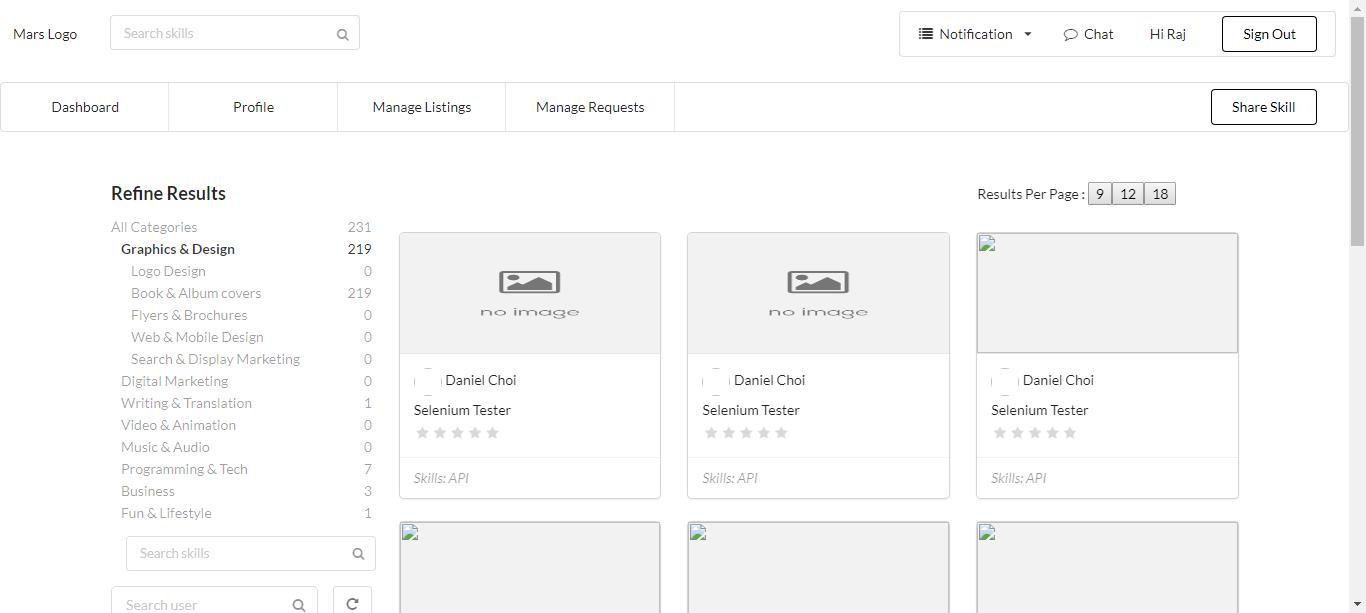 Mars Logo
Search skills
Notification
Chat
Hi Raj
Sign Out
Dashboard
Profile
Manage Listings
Manage Requests
Share Skill
Refine Results
Results Per Page : 9 12 18
All Categories 231
Graphics & Design 219
Logo Design 0
Book & Album covers 219
Flyers & Brochures 0
Web & Mobile Design 0
Search & Display Marketing 0
Digital Marketing 0
Writing & Translation 1
Video & Animation 0
Music & Audio 0
Programming & Tech 7
Business 3
Fun & Lifestyle 1
Search skills
Search user
no image
Daniel Choi
Selenium Tester
Skills: API
no image
Daniel Choi
Selenium Tester
Skills: API
Daniel Choi
Selenium Tester
Skills: API